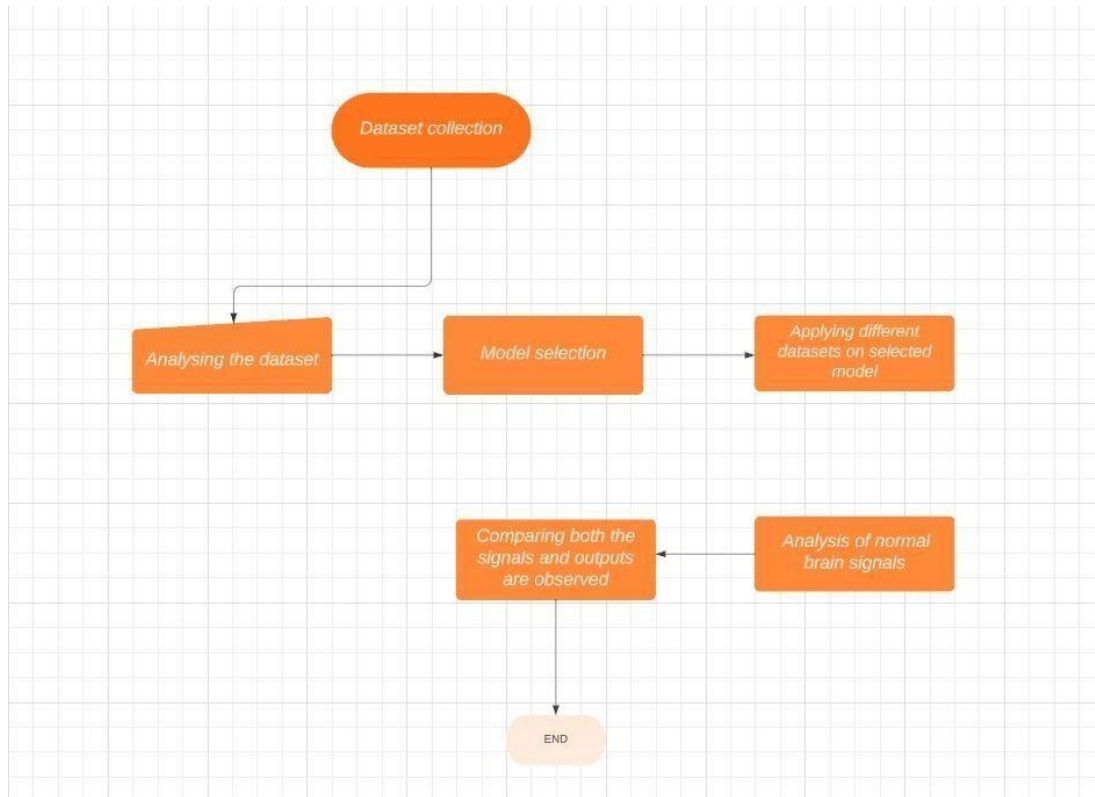 Dataset collection
Analysing the dataset
Model selection
Applying different
datasets on selected
model
Comparing both the
signals and outputs
are observed
Analysis of normal
brain signals
END